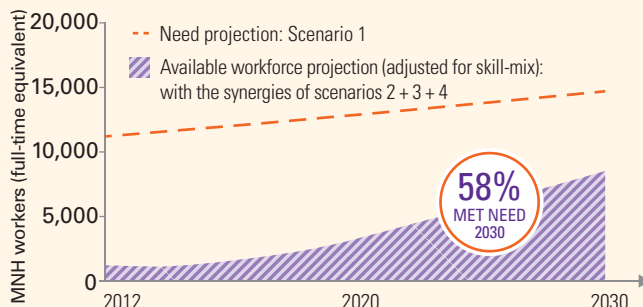 MNH workers (full-time equivalent)
20,000
15,000
10,000
5,000
0
Need projection: Scenario 1
Available workforce projection (adjusted for skill-mix):
with the synergies of scenarios 2 + 3 + 4
58%
MET NEED
2030
2012
2020
2030